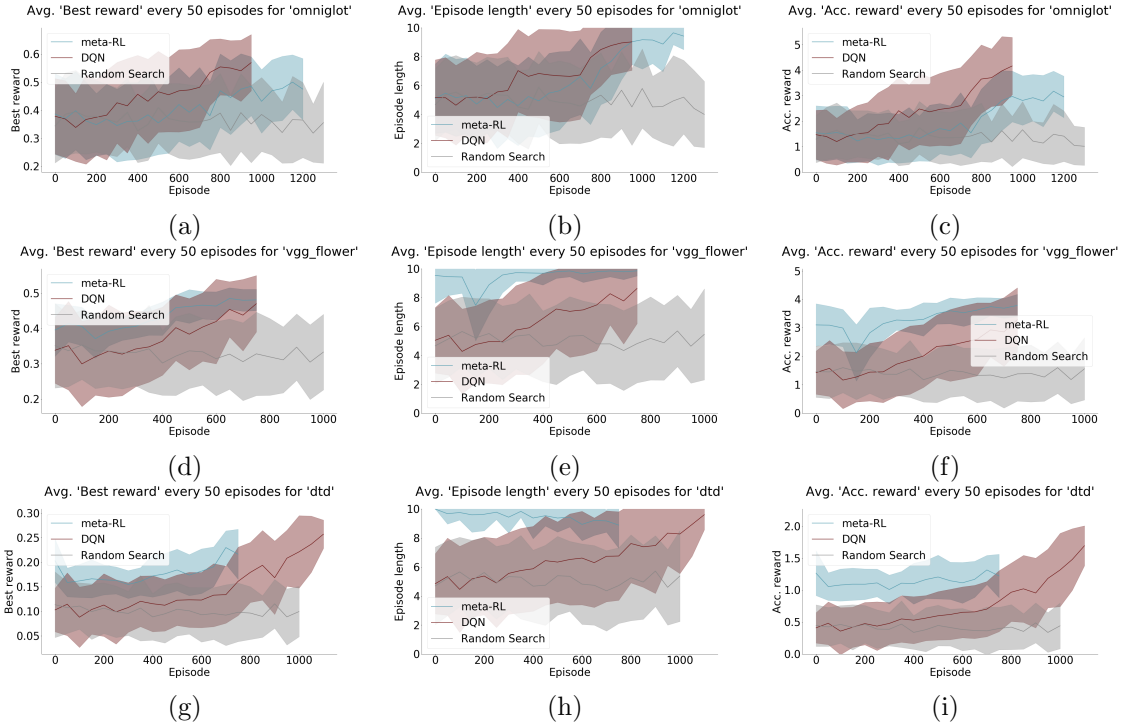 Avg. 'Best reward' every 50 episodes for 'omniglot'
0.6
0.5
0.4
0.3
0.2
Best reward
meta-RL
DQN
Random Search
0 200 400 600 800 1000 1200
Episode
(a)
Avg. 'Episode length' every 50 episodes for 'omniglot'
10
8
6
4
2
0
Episode length
meta-RL
DQN
Random Search
0 200 400 600 800 1000 1200
Episode
(b)
Avg. 'Acc. reward' every 50 episodes for 'omniglot'
5
4
3
2
1
0
Acc. reward
meta-RL
DQN
Random Search
0 200 400 600 800 1000 1200
Episode
(c)
Avg. 'Best reward' every 50 episodes for 'vgg_flower'
0.5
0.4
0.3
0.2
Best reward
meta-RL
DQN
Random Search
0 200 400 600 800 1000
Episode
(d)
Avg. 'Episode length' every 50 episodes for 'vgg_flower'
10
8
6
4
2
0
Episode length
meta-RL
DQN
Random Search
0 200 400 600 800 1000
Episode
(e)
Avg. 'Acc. reward' every 50 episodes for 'vgg_flower'
5
4
3
2
1
0
Acc. reward
meta-RL
DQN
Random Search
0 200 400 600 800 1000
Episode
(f)
Avg. 'Best reward' every 50 episodes for 'dtd'
0.30
0.25
0.20
0.15
0.10
0.05
Best reward
meta-RL
DQN
Random Search
0 200 400 600 800 1000
Episode
(g)
Avg. 'Episode length' every 50 episodes for 'dtd'
10
8
6
4
2
0
Episode length
meta-RL
DQN
Random Search
0 200 400 600 800 1000
Episode
(h)
Avg. 'Acc. reward' every 50 episodes for 'dtd'
2.0
1.5
1.0
0.5
0.0
Acc. reward
meta-RL
DQN
Random Search
0 200 400 600 800 1000
Episode
(i)